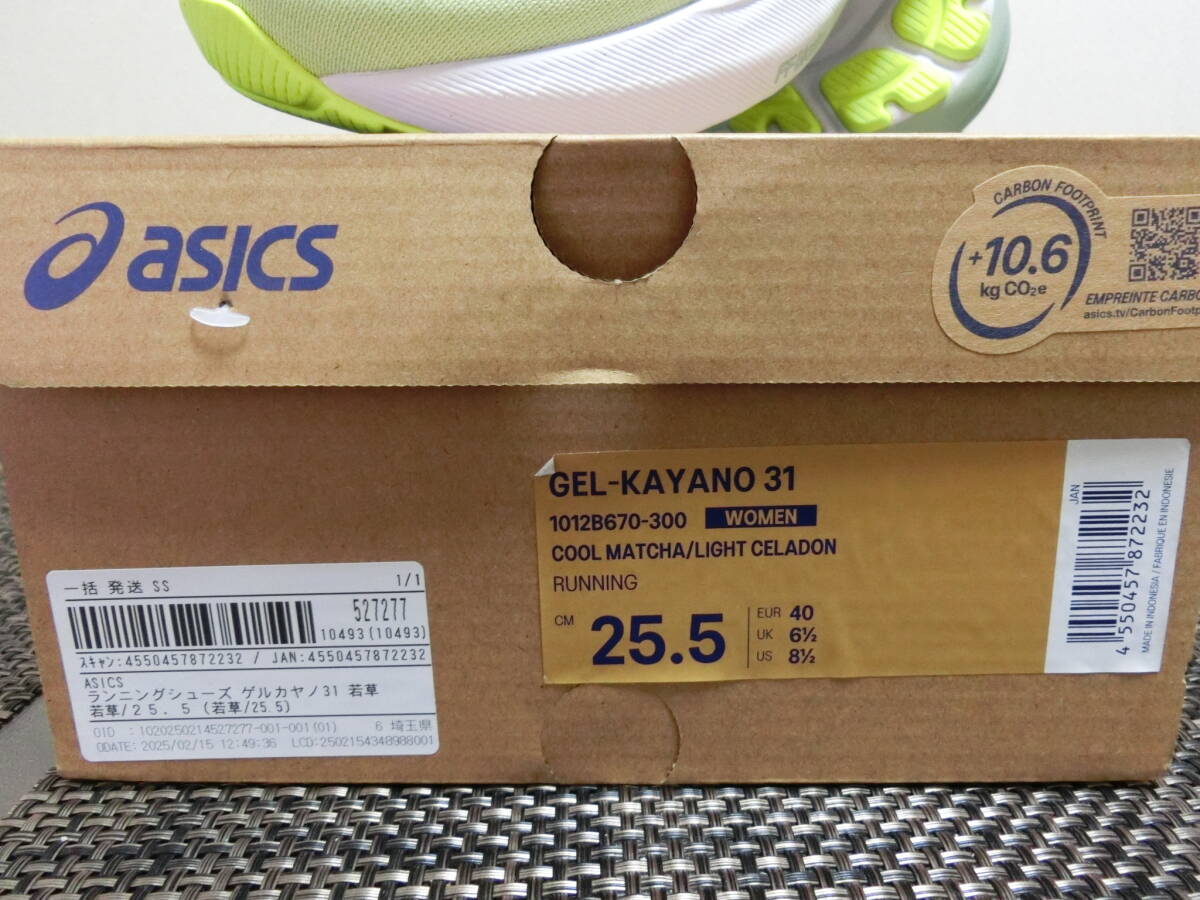 asics
CARBON FOOTPRINT
+10.6
kg CO₂e
EMPREINTE CARBO
asics.tv/CarbonFootp
GEL-KAYANO 31
1012B670-300 WOMEN
COOL MATCHA/LIGHT CELADON
RUNNING
CM 25.5
EUR 40
UK 6½
US 8½
JAN
4 550457 872232
MADE IN INDONESIA / FABRIQUE EN INDONESIE
一括 発送 SS 1/1
527277
10493(10493)
ｽｷｬﾝ:4550457872232 / JAN:4550457872232
ASICS
ランニングシューズ ゲルカヤノ31 若草
若草/２５．５ (若草/25.5)
OID : 1020250214527277-001-001(01) 6 埼玉県
ODATE: 2025/02/15 12:49:36 LCD:2502154348988001